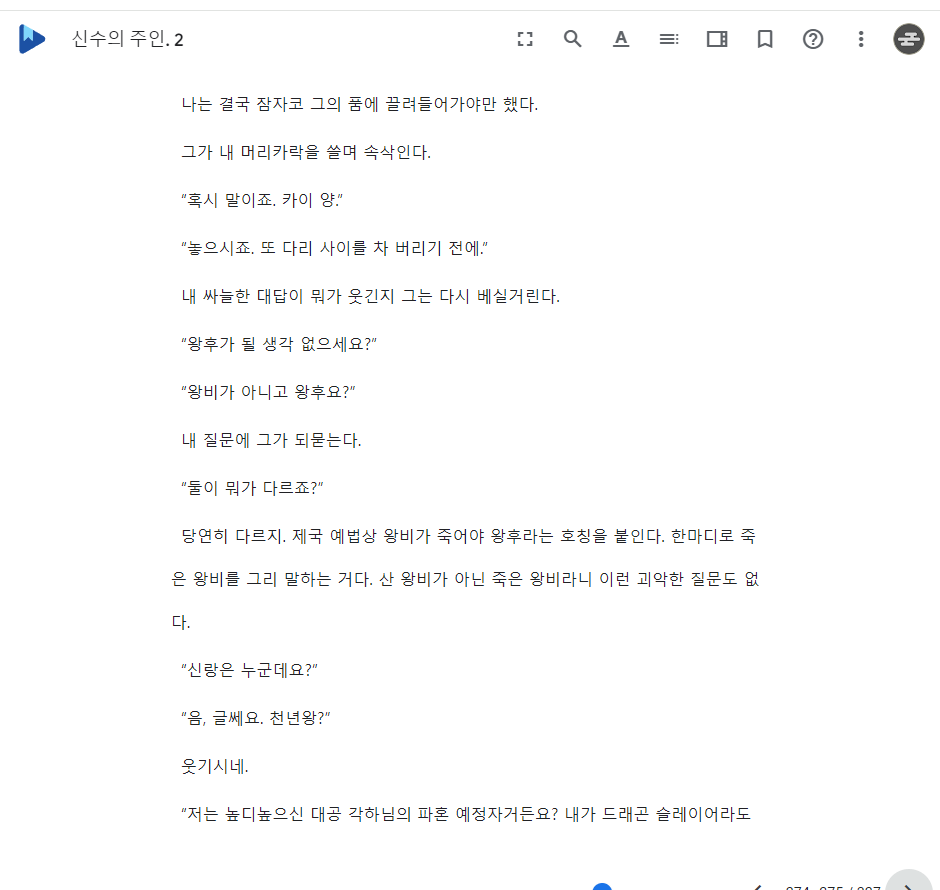 신수의 주인. 2
나는 결국 잠자코 그의 품에 끌려들어가야만 했다.
그가 내 머리카락을 쓸며 속삭인다.
“혹시 말이죠. 카이 양.”
“놓으시죠. 또 다리 사이를 차 버리기 전에.”
내 싸늘한 대답이 뭐가 웃긴지 그는 다시 베실거린다.
“왕후가 될 생각 없으세요?”
“왕비가 아니고 왕후요?”
내 질문에 그가 되묻는다.
“둘이 뭐가 다르죠?”
당연히 다르지. 제국 예법상 왕비가 죽어야 왕후라는 호칭을 붙인다. 한마디로 죽
은 왕비를 그리 말하는 거다. 산 왕비가 아닌 죽은 왕비라니 이런 괴악한 질문도 없
다.
“신랑은 누군데요?”
“음, 글쎄요. 천년왕?”
웃기시네.
“저는 높디높으신 대공 각하님의 파혼 예정자거든요? 내가 드래곤 슬레이어라도